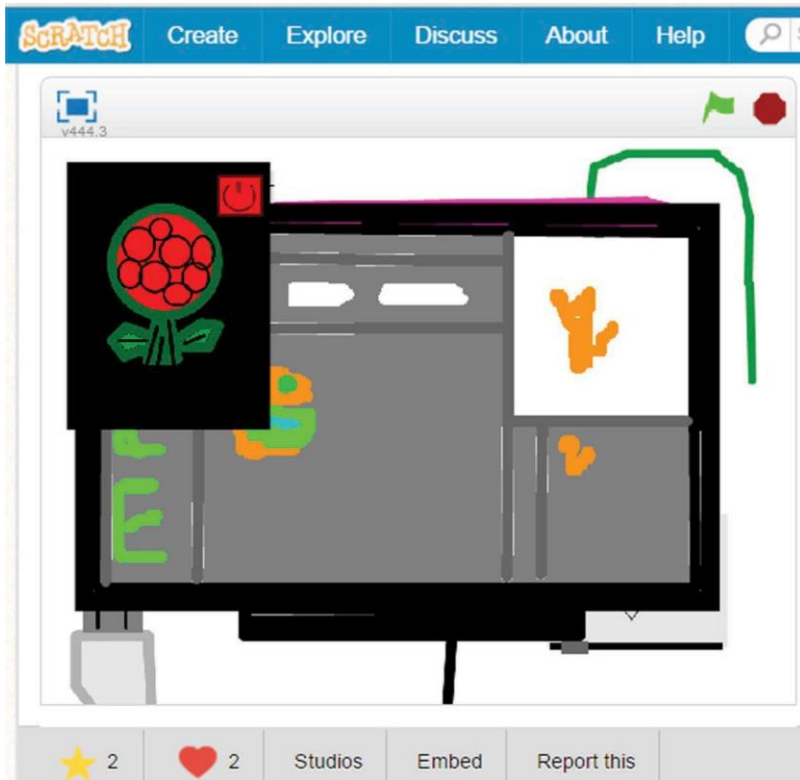 SCRATCH Create Explore Discuss About Help
v444.3
E
2 2 Studios Embed Report this